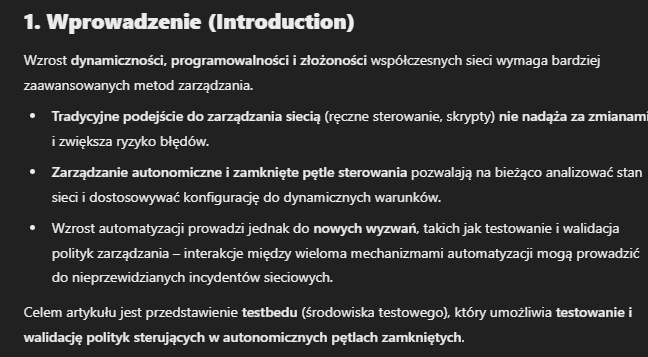 1. Wprowadzenie (Introduction)
Wzrost dynamiczności, programowalności i złożoności współczesnych sieci wymaga bardziej
zaawansowanych metod zarządzania.
• Tradycyjne podejście do zarządzania siecią (ręczne sterowanie, skrypty) nie nadąża za zmianami
i zwiększa ryzyko błędów.
• Zarządzanie autonomiczne i zamknięte pętle sterowania pozwalają na bieżąco analizować stan
sieci i dostosowywać konfigurację do dynamicznych warunków.
• Wzrost automatyzacji prowadzi jednak do nowych wyzwań, takich jak testowanie i walidacja
polityk zarządzania – interakcje między wieloma mechanizmami automatyzacji mogą prowadzić
do nieprzewidzianych incydentów sieciowych.
Celem artykułu jest przedstawienie testbedu (środowiska testowego), który umożliwia testowanie i
walidację polityk sterujących w autonomicznych pętlach zamkniętych.